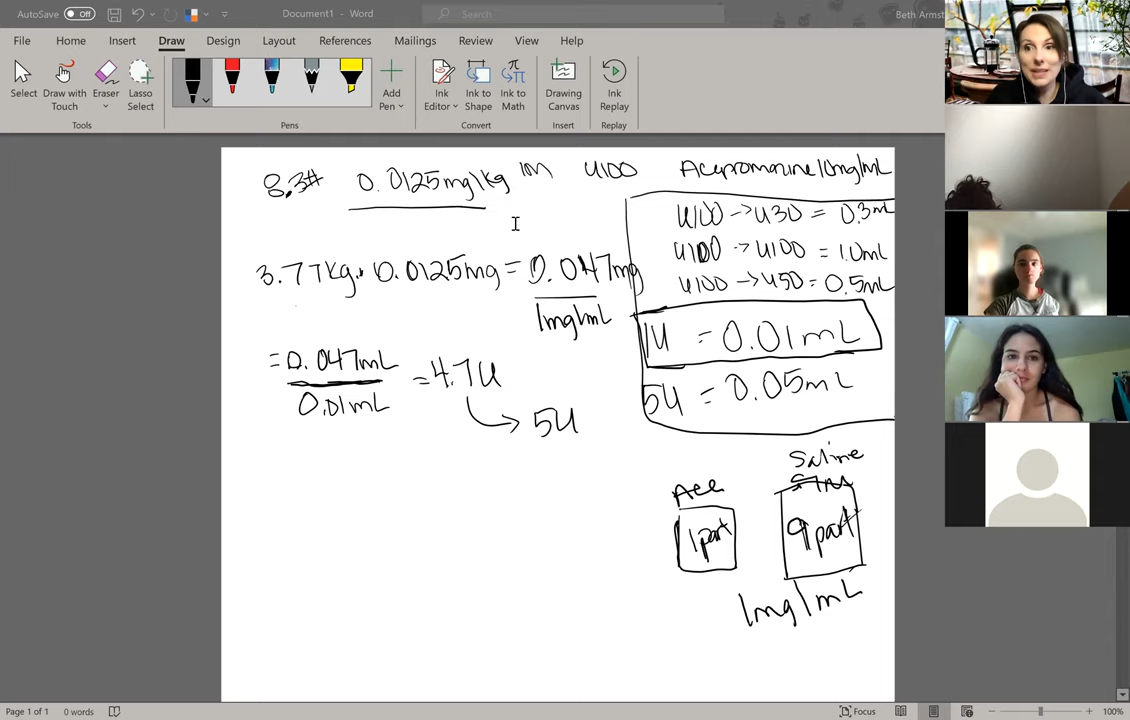 AutoSave Off Document1 - Word Search Beth Armst
File Home Insert Draw Design Layout References Mailings Review View Help
Select Draw with Touch Eraser Lasso Select Add Pen Ink Editor Ink to Shape Ink to Math Drawing Canvas Ink Replay
Tools Pens Convert Insert Replay
8.3# 0.0125mg/kg IM U100 Acepromazine 10mg/mL
U100 -> U30 = 0.3mL
U100 -> U100 = 1.0mL
U100 -> U50 = 0.5mL
1U = 0.01mL
5U = 0.05mL
3.77kg · 0.0125mg = 0.047mg
1mg/mL
= 0.047mL = 4.7U
0.01mL
5U
Saline
Ace
1 part 9 part
1mg/mL
Page 1 of 1 0 words Focus 100%